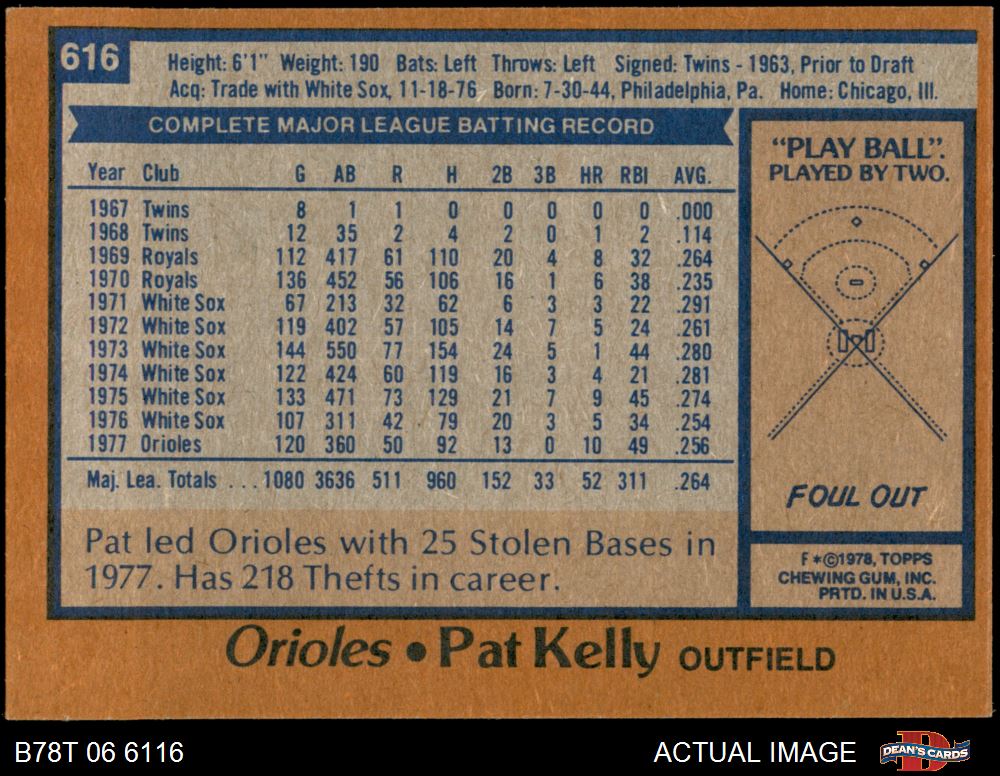 616
Height: 6'1" Weight: 190 Bats: Left Throws: Left Signed: Twins - 1963, Prior to Draft
Acq: Trade with White Sox, 11-18-76 Born: 7-30-44, Philadelphia, Pa. Home: Chicago, Ill.
COMPLETE MAJOR LEAGUE BATTING RECORD
Year Club G AB R H 2B 3B HR RBI AVG.
1967 Twins 8 1 1 0 0 0 0 0 .000
1968 Twins 12 35 2 4 2 0 1 2 .114
1969 Royals 112 417 61 110 20 4 8 32 .264
1970 Royals 136 452 56 106 16 1 6 38 .235
1971 White Sox 67 213 32 62 6 3 3 22 .291
1972 White Sox 119 402 57 105 14 7 5 24 .261
1973 White Sox 144 550 77 154 24 5 1 44 .280
1974 White Sox 122 424 60 119 16 3 4 21 .281
1975 White Sox 133 471 73 129 21 7 9 45 .274
1976 White Sox 107 311 42 79 20 3 5 34 .254
1977 Orioles 120 360 50 92 13 0 10 49 .256
Maj. Lea. Totals ...1080 3636 511 960 152 33 52 311 .264
Pat led Orioles with 25 Stolen Bases in
1977. Has 218 Thefts in career.
"PLAY BALL".
PLAYED BY TWO.
FOUL OUT
F*©1978, TOPPS
CHEWING GUM, INC.
PRTD. IN U.S.A.
Orioles • Pat Kelly OUTFIELD
B78T 06 6116
ACTUAL IMAGE
D
DEAN'S CARDS